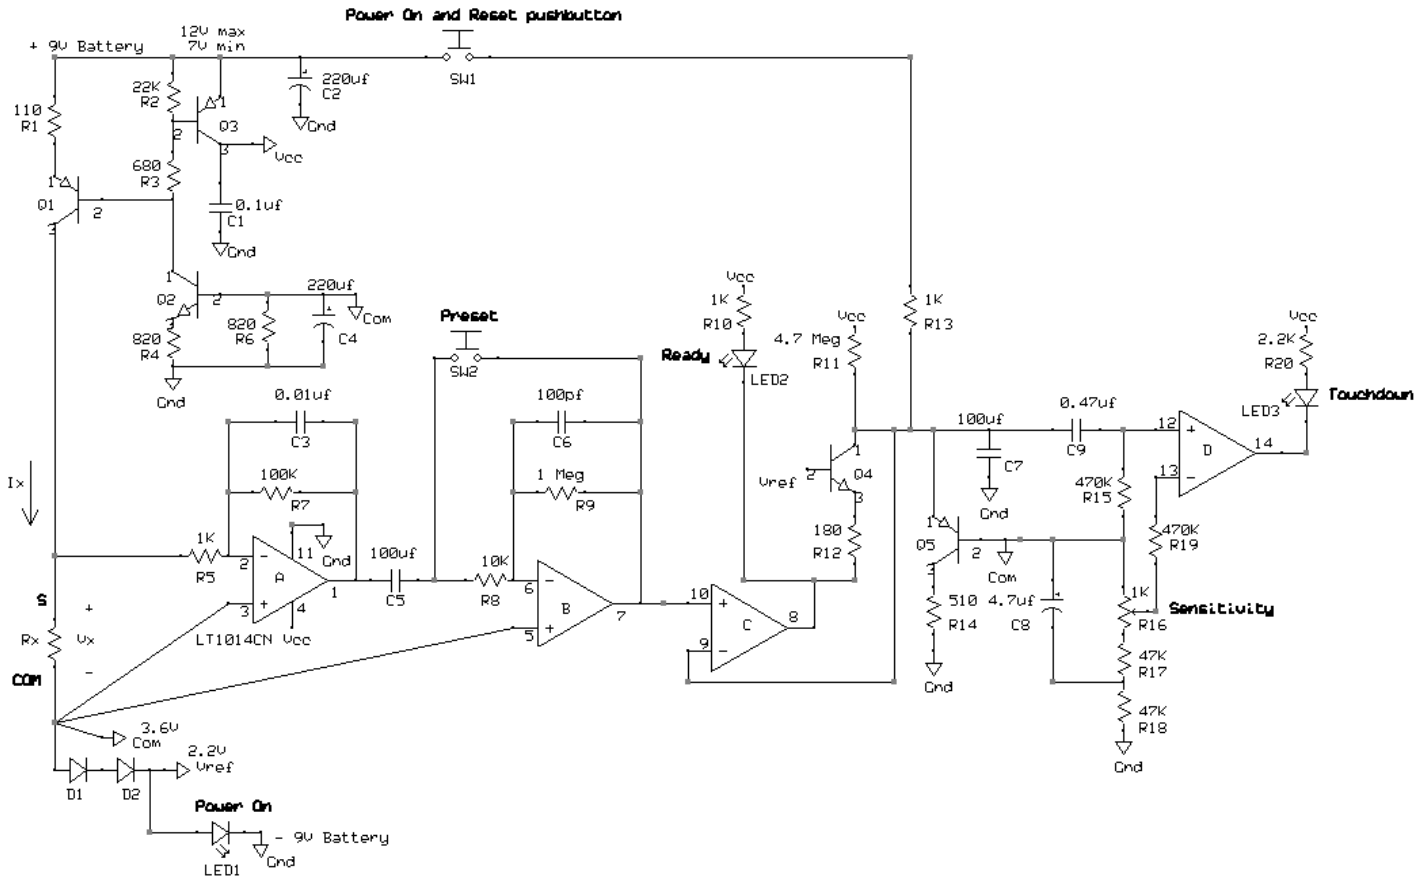 Power On and Reset pushbutton
12V max
7V min
+ 9V Battery
SW1
220uf
C2
Gnd
22K
R2
110
R1
1
Q3
2
3
Vcc
680
R3
1
Q1
2
3
0.1uf
C1
Gnd
1
Q2
2
3
220uf
C4
Com
820
R6
820
R4
Gnd
Preset
SW2
Vcc
1K
R10
Ready
LED2
Vcc
4.7 Meg
R11
1K
R13
Vcc
2.2K
R20
LED3
Touchdown
0.01uf
C3
100K
R7
100pf
C6
1 Meg
R9
Ix
1K
R5
2
-
11
Gnd
A
3
+
4
1
LT1014CN
Vcc
100uf
C5
10K
R8
6
-
B
5
+
7
10
+
C
9
-
8
Vref
1
Q4
2
3
180
R12
100uf
C7
Gnd
0.47uf
C9
12
+
D
13
-
14
470K
R15
470K
R19
1
Q5
2
3
Com
510
R14
Gnd
4.7uf
C8
1K
R16
Sensitivity
47K
R17
47K
R18
Gnd
S
+
Rx
Vx
-
COM
3.6V
Com
2.2V
Vref
D1
D2
Power On
LED1
- 9V Battery
Gnd